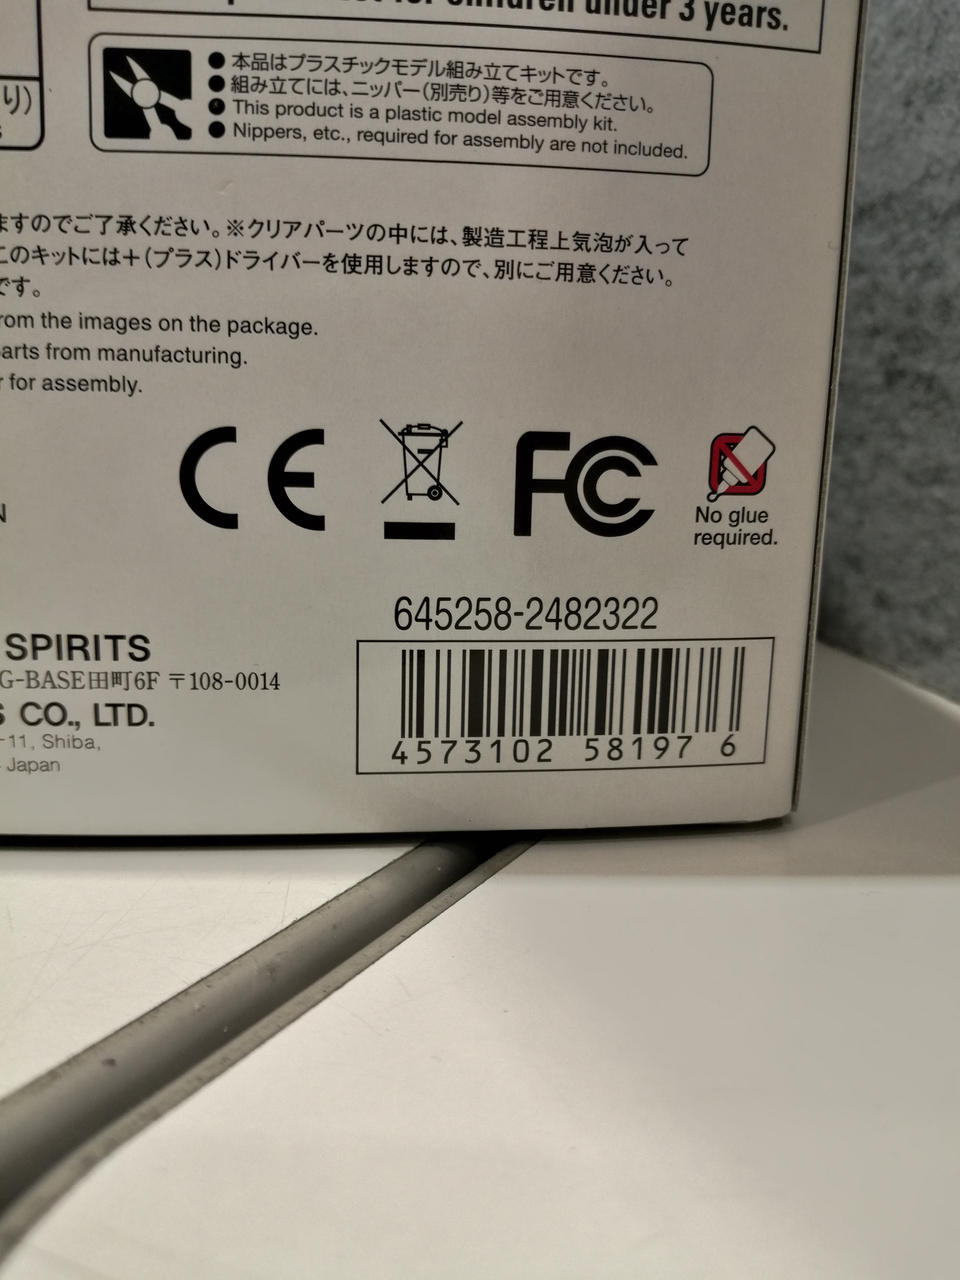 for children under 3 years.
り)
本品はプラスチックモデル組み立てキットです。
組み立てには、ニッパー(別売り)等をご用意ください。
This product is a plastic model assembly kit.
Nippers, etc., required for assembly are not included.
ますのでご了承ください。※クリアパーツの中には、製造工程上気泡が入って
このキットには+(プラス)ドライバーを使用しますので、別にご用意ください。
です。
from the images on the package.
parts from manufacturing.
for assembly.
CE
FC
No glue
required.
N
645258-2482322
SPIRITS
G-BASE田町6F 〒108-0014
S CO., LTD.
-11, Shiba,
Japan
4573102 58197 6